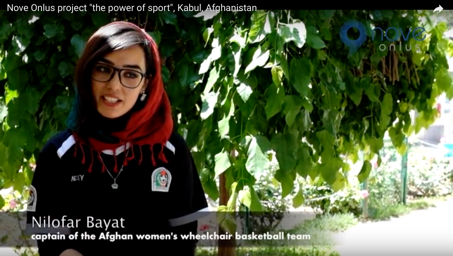 Nove Onlus project "the power of sport", Kabul, Afghanistan
nove
onlus
Nilofar Bayat
captain of the Afghan women's wheelchair basketball team